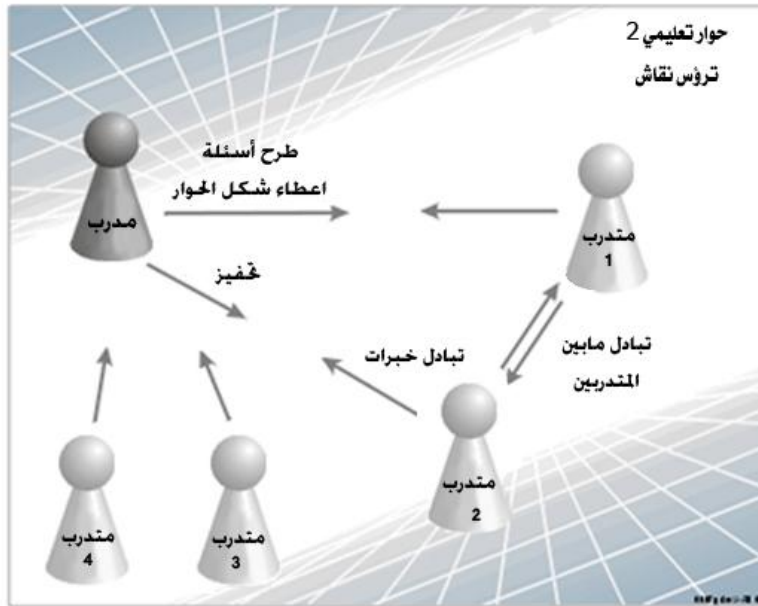 حوار تعليمي 2
ترؤس نقاش
طرح أسئلة
اعطاء شكل الحوار
مدرب
متدرب
1
تحفيز
تبادل خبرات
تبادل مابين
المتدربين
متدرب
2
متدرب
3
متدرب
4